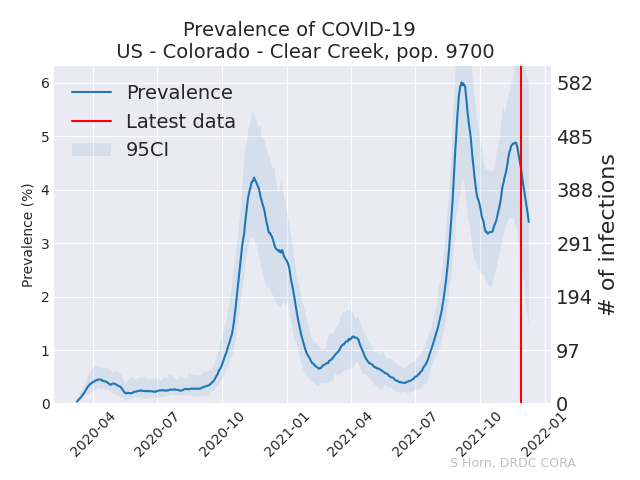 Prevalence of COVID-19
US - Colorado - Clear Creek, pop. 9700
Prevalence
Latest data
95CI
Prevalence (%)
6
5
4
3
2
1
0
582
485
388
291
194
97
0
# of infections
2020-04
2020-07
2020-10
2021-01
2021-04
2021-07
2021-10
2022-01
S Horn, DRDC CORA